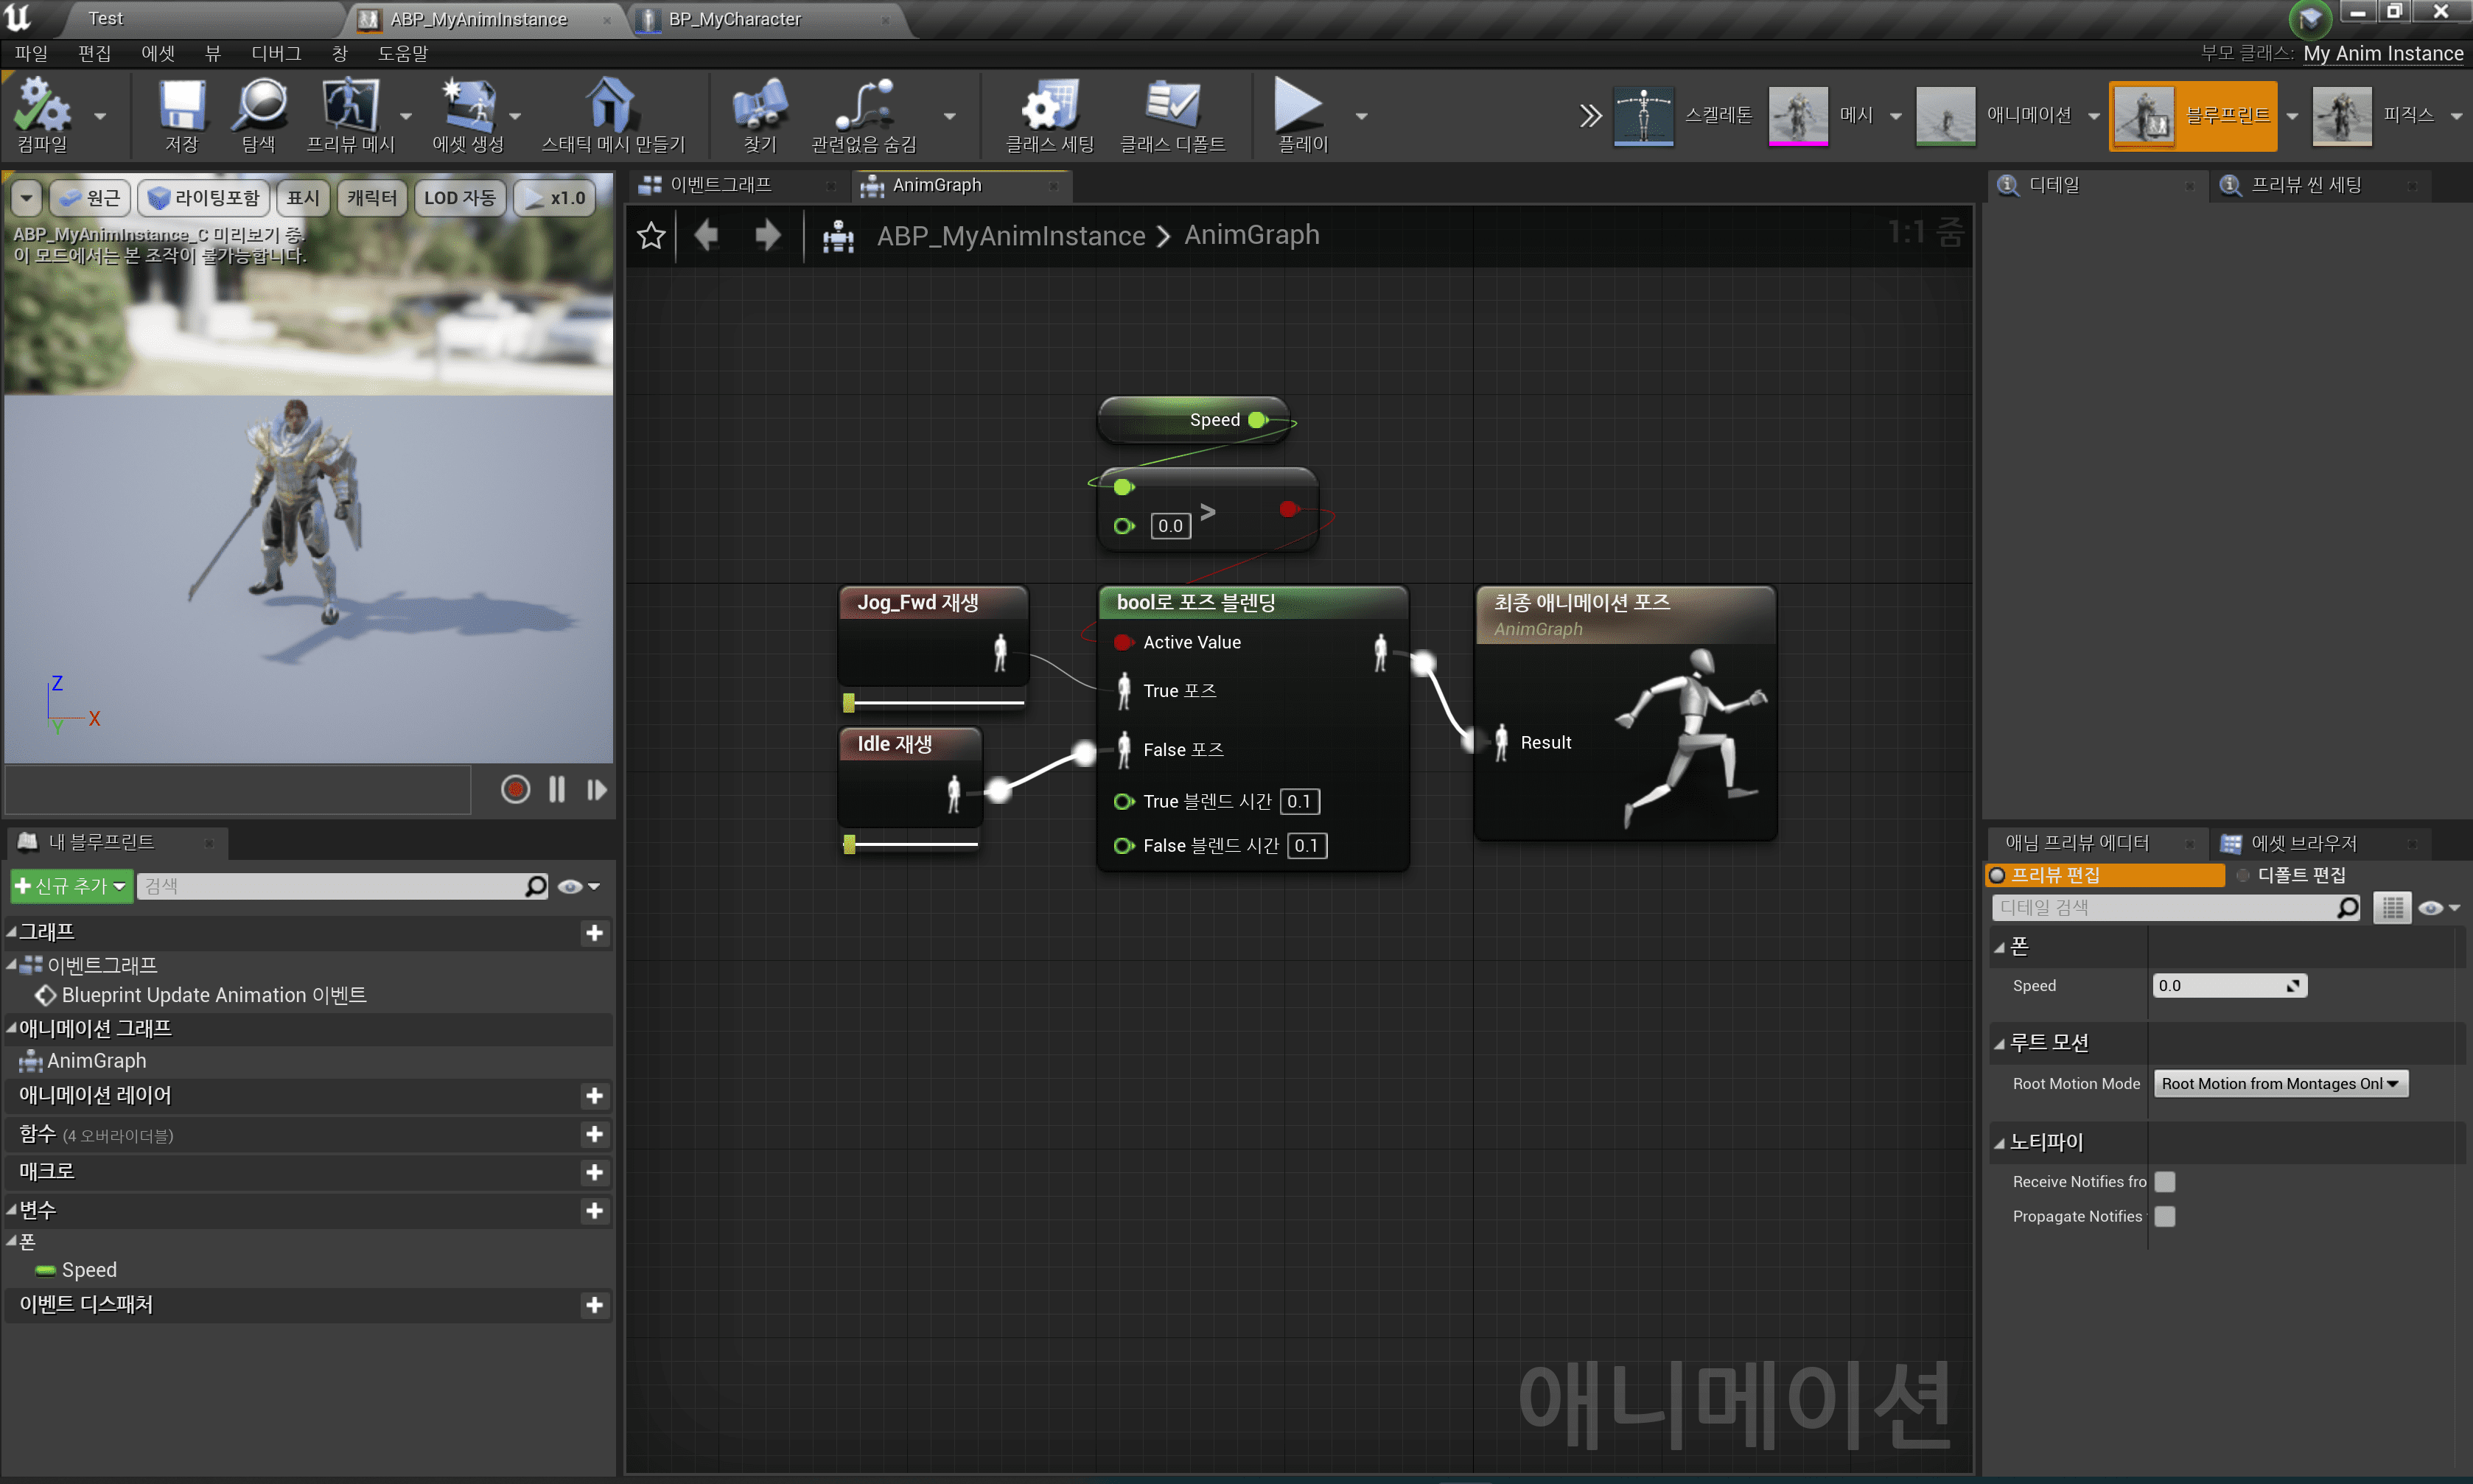 Test
ABP_MyAnimInstance
BP_MyCharacter
파일 편집 에셋 뷰 디버그 창 도움말
부모 클래스: My Anim Instance
컴파일
저장
탐색
프리뷰 메시
에셋 생성
스태틱 메시 만들기
찾기
관련없음 숨김
클래스 세팅
클래스 디폴트
플레이
스켈레톤
메시
애니메이션
블루프린트
피직스
원근
라이팅포함
표시
캐릭터
LOD 자동
x1.0
ABP_MyAnimInstance_C 미리보기 중.
이 모드에서는 본 조작이 불가능합니다.
Z
X
Y
이벤트그래프
AnimGraph
ABP_MyAnimInstance > AnimGraph
1:1 줌
Speed
0.0
>
Jog_Fwd 재생
Idle 재생
bool로 포즈 블렌딩
Active Value
True 포즈
False 포즈
True 블렌드 시간 0.1
False 블렌드 시간 0.1
최종 애니메이션 포즈
AnimGraph
Result
애니메이션
내 블루프린트
신규 추가
검색
그래프
이벤트그래프
Blueprint Update Animation 이벤트
애니메이션 그래프
AnimGraph
애니메이션 레이어
함수 (4 오버라이더블)
매크로
변수
폰
Speed
이벤트 디스패처
디테일
프리뷰 씬 세팅
애님 프리뷰 에디터
에셋 브라우저
프리뷰 편집
디폴트 편집
디테일 검색
폰
Speed 0.0
루트 모션
Root Motion Mode Root Motion from Montages Onl
노티파이
Receive Notifies fro
Propagate Notifies